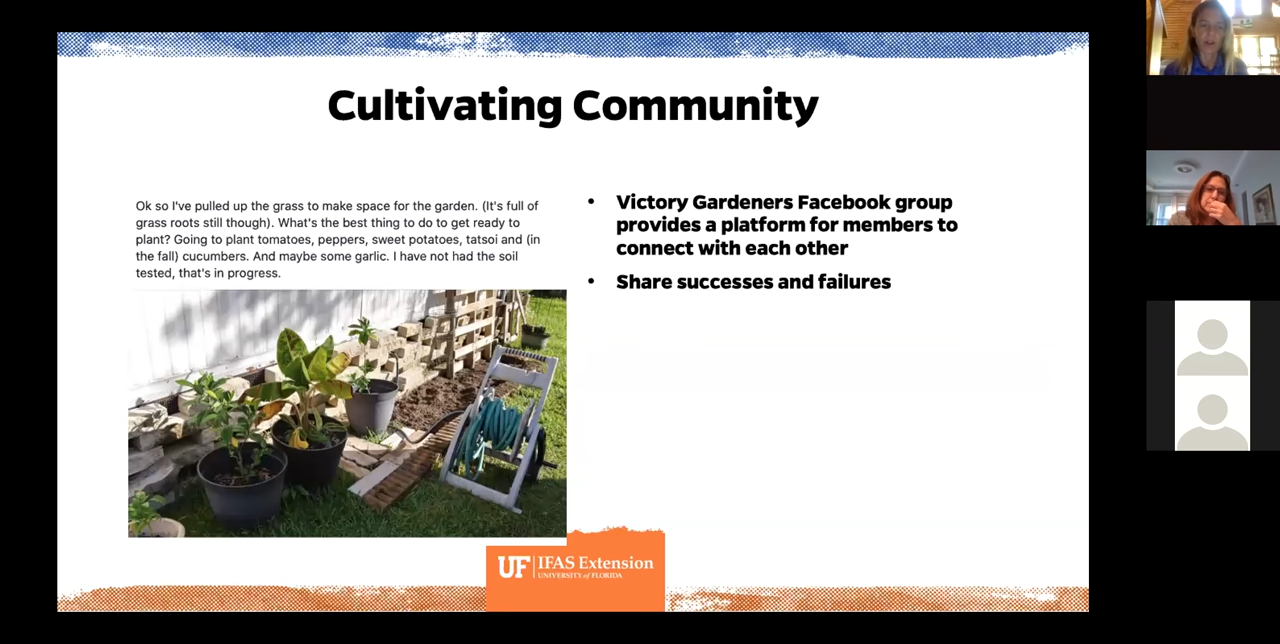 Cultivating Community
Ok so I've pulled up the grass to make space for the garden. (It's full of
grass roots still though). What's the best thing to do to get ready to
plant? Going to plant tomatoes, peppers, sweet potatoes, tatsoi and (in
the fall) cucumbers. And maybe some garlic. I have not had the soil
tested, that's in progress.
• Victory Gardeners Facebook group
provides a platform for members to
connect with each other
• Share successes and failures
UF IFAS Extension
UNIVERSITY of FLORIDA